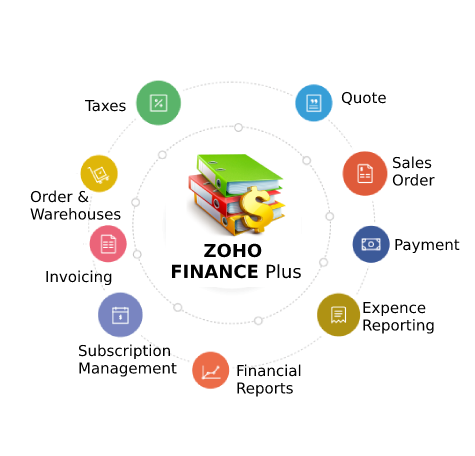 Taxes
Quote
Sales
Order
Order &
Warehouses
ZOHO
FINANCE Plus
Payment
Invoicing
Expence
Reporting
Subscription
Management
Financial
Reports